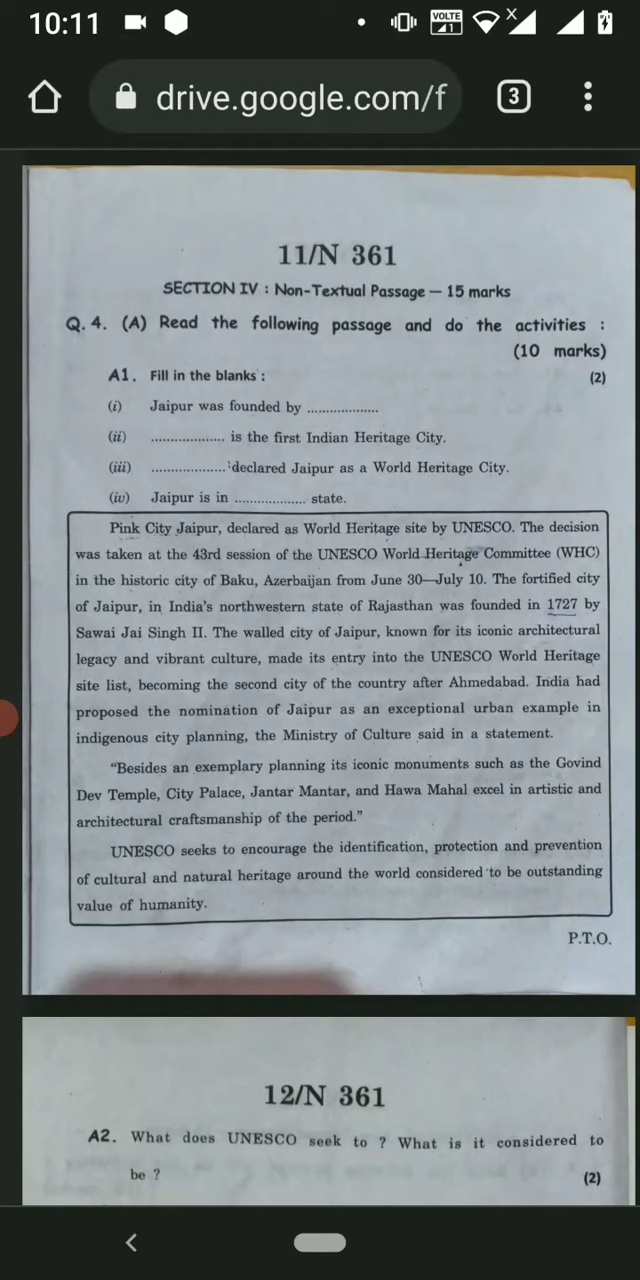 10:11
VOLTE
1
X
drive.google.com/f
3
11/N 361
SECTION IV : Non-Textual Passage — 15 marks
Q. 4. (A) Read the following passage and do the activities :
(10 marks)
A1. Fill in the blanks : (2)
(i) Jaipur was founded by ..................
(ii) ................... is the first Indian Heritage City.
(iii) ................... declared Jaipur as a World Heritage City.
(iv) Jaipur is in .................. state.
Pink City Jaipur, declared as World Heritage site by UNESCO. The decision
was taken at the 43rd session of the UNESCO World Heritage Committee (WHC)
in the historic city of Baku, Azerbaijan from June 30—July 10. The fortified city
of Jaipur, in India's northwestern state of Rajasthan was founded in 1727 by
Sawai Jai Singh II. The walled city of Jaipur, known for its iconic architectural
legacy and vibrant culture, made its entry into the UNESCO World Heritage
site list, becoming the second city of the country after Ahmedabad. India had
proposed the nomination of Jaipur as an exceptional urban example in
indigenous city planning, the Ministry of Culture said in a statement.
"Besides an exemplary planning its iconic monuments such as the Govind
Dev Temple, City Palace, Jantar Mantar, and Hawa Mahal excel in artistic and
architectural craftsmanship of the period."
UNESCO seeks to encourage the identification, protection and prevention
of cultural and natural heritage around the world considered to be outstanding
value of humanity.
P.T.O.
12/N 361
A2. What does UNESCO seek to ? What is it considered to
be ? (2)